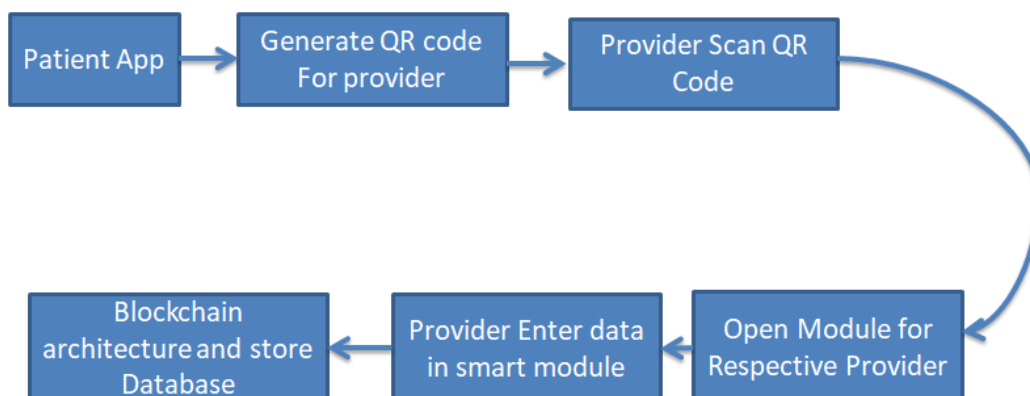 Patient App
Generate QR code
For provider
Provider Scan QR
Code
Open Module for
Respective Provider
Provider Enter data
in smart module
Blockchain
architecture and store
Database